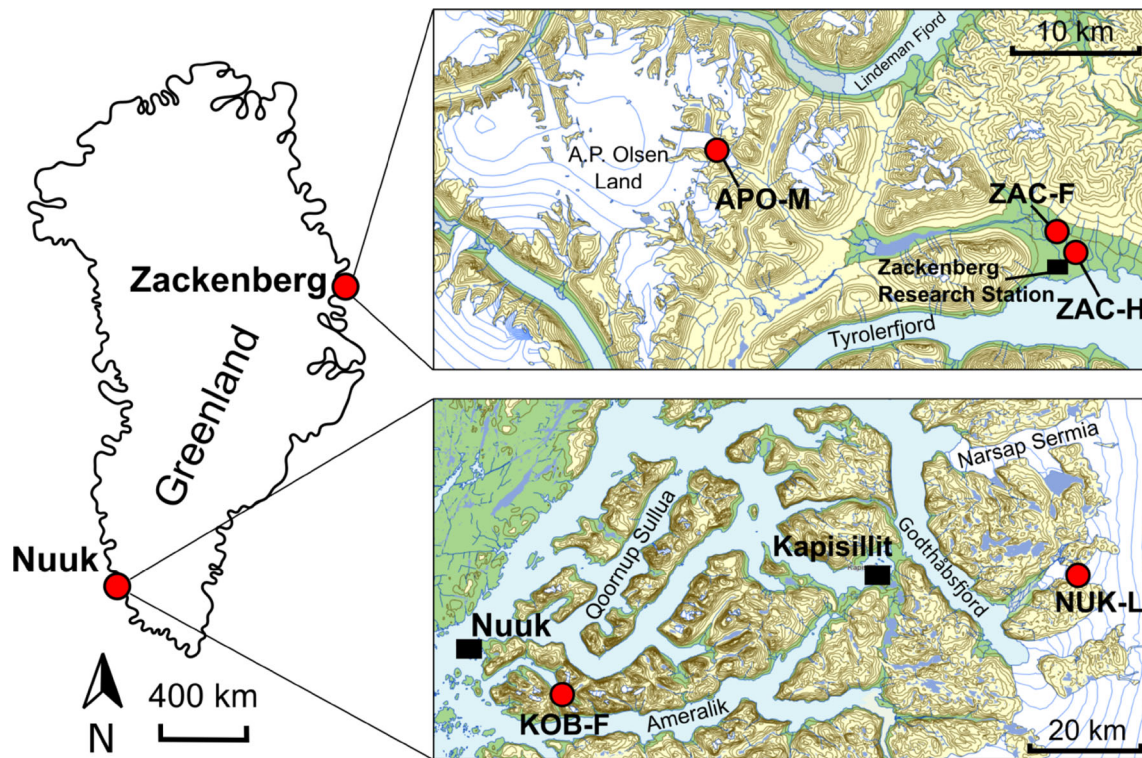 Zackenberg
Greenland
Nuuk
N
400 km
Lindeman Fjord
10 km
A.P. Olsen
Land
APO-M
ZAC-F
Zackenberg
Research Station
ZAC-H
Tyrolerfjord
Narsap Sermia
Qoornup Sullua
Kapisillit
Godthåbsfjord
NUK-L
Nuuk
KOB-F
Ameralik
20 km